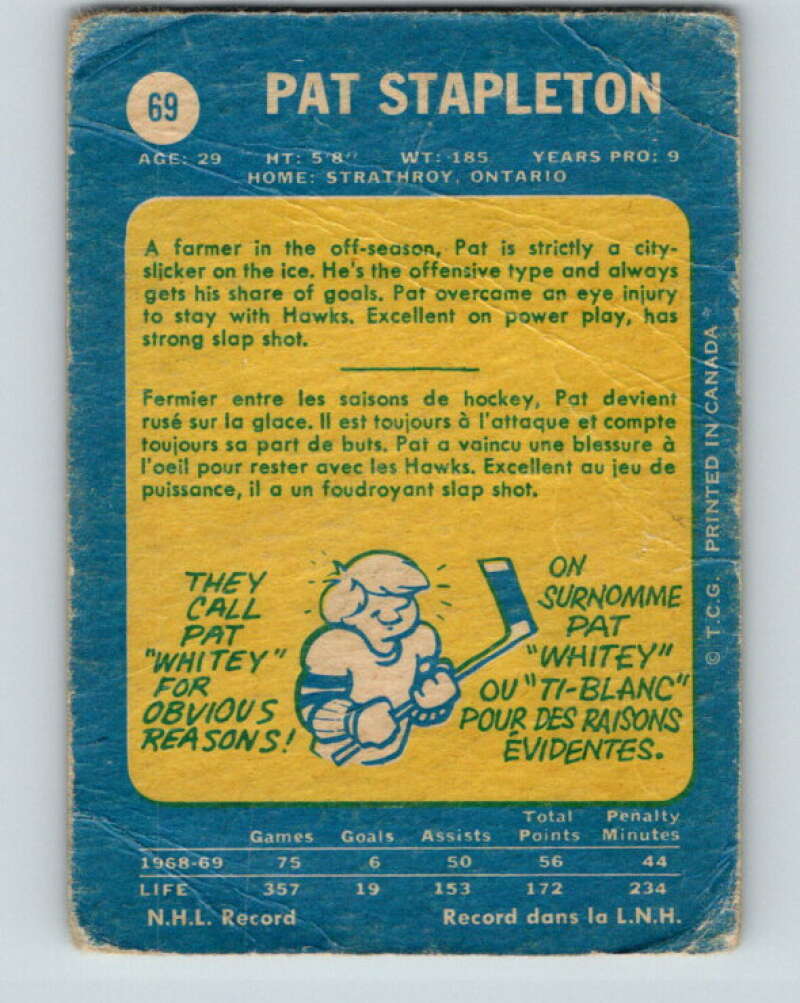 69
PAT STAPLETON
AGE: 29 HT: 5'8" WT: 185 YEARS PRO: 9
HOME: STRATHROY, ONTARIO
A farmer in the off-season, Pat is strictly a city-
slicker on the ice. He's the offensive type and always
gets his share of goals. Pat overcame an eye injury
to stay with Hawks. Excellent on power play, has
strong slap shot.
Fermier entre les saisons de hockey, Pat devient
rusé sur la glace. Il est toujours à l'attaque et compte
toujours sa part de buts. Pat a vaincu une blessure à
l'oeil pour rester avec les Hawks. Excellent au jeu de
puissance, il a un foudroyant slap shot.
THEY
CALL
PAT
"WHITEY"
FOR
OBVIOUS
REASONS!
ON
SURNOMME
PAT
"WHITEY"
OU "TI-BLANC"
POUR DES RAISONS
ÉVIDENTES.
© T.C.G. PRINTED IN CANADA
Games Goals Assists Total Points Penalty Minutes
1968-69 75 6 50 56 44
LIFE 357 19 153 172 234
N.H.L. Record Record dans la L.N.H.